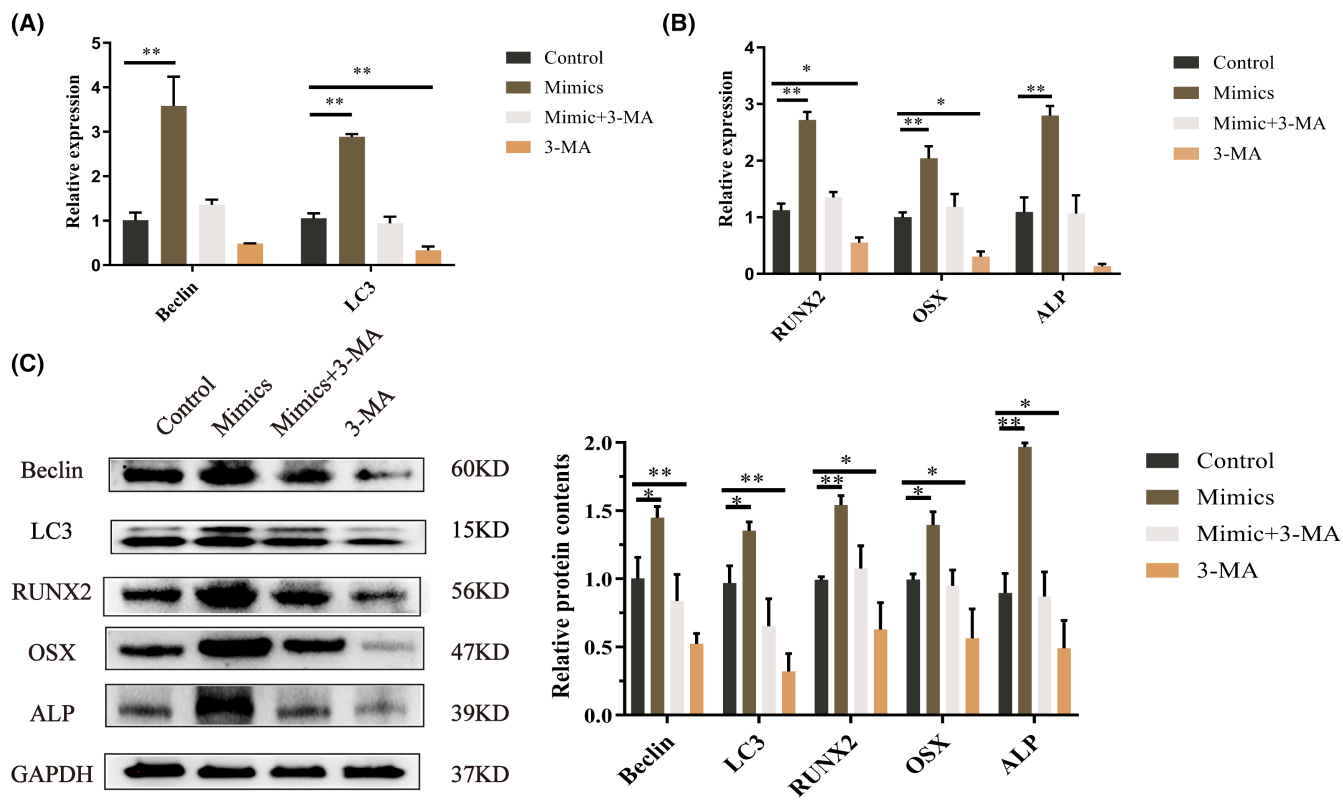 (A)
Relative expression
5
4
3
2
1
0
**
**
**
Beclin
LC3
Control
Mimics
Mimic+3-MA
3-MA
(B)
Relative expression
4
3
2
1
0
*
**
*
**
**
RUNX2
OSX
ALP
Control
Mimics
Mimic+3-MA
3-MA
(C)
Control
Mimics
Mimics+3-MA
3-MA
Beclin 60KD
LC3 15KD
RUNX2 56KD
OSX 47KD
ALP 39KD
GAPDH 37KD
Relative protein contents
2.0
1.5
1.0
0.5
0.0
**
*
**
*
*
**
*
*
*
**
Beclin
LC3
RUNX2
OSX
ALP
Control
Mimics
Mimic+3-MA
3-MA